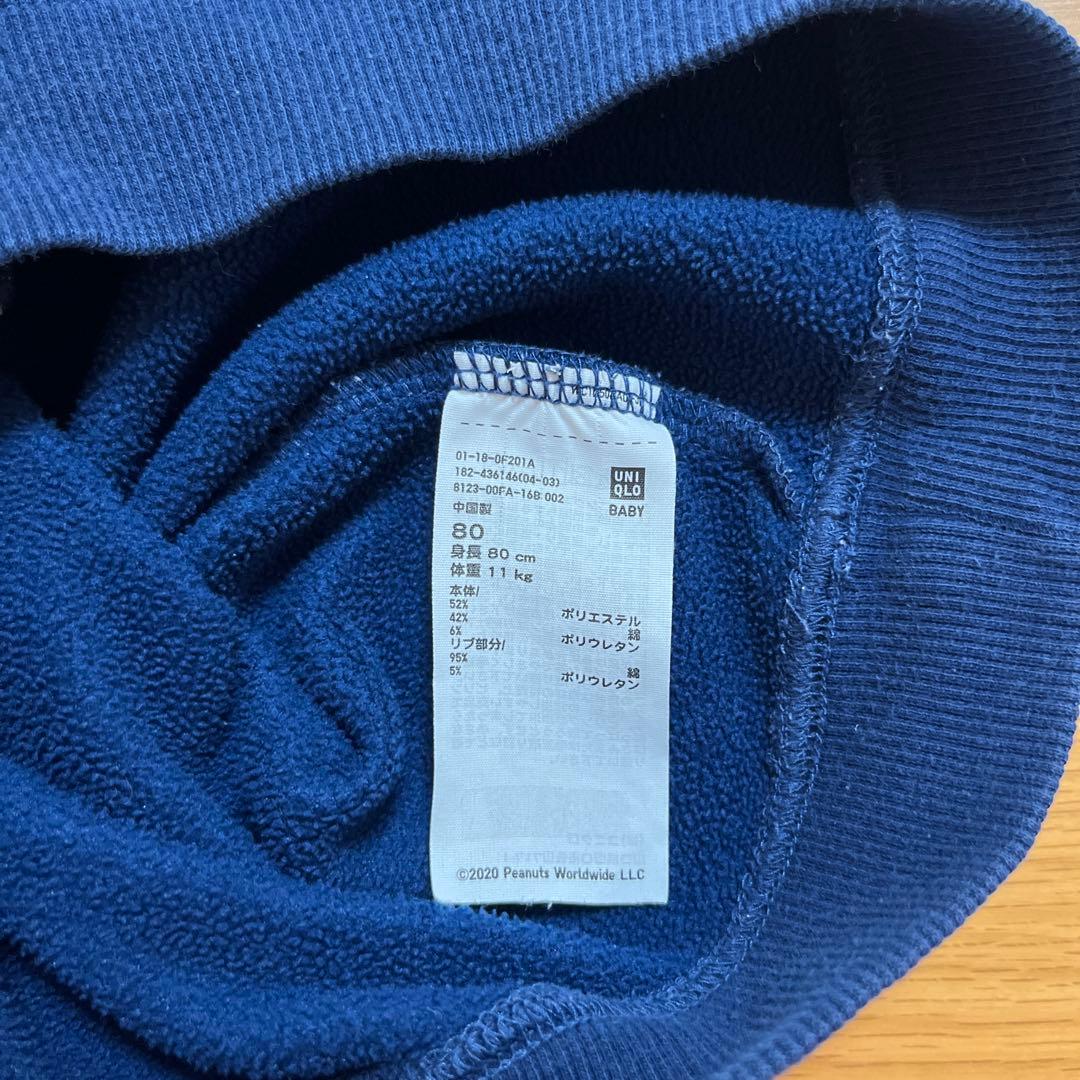 01-18-0F201A
182-436146(04-03)
8123-00FA-16B 002
中国製
UNI
QLO
BABY
80
身長 80 cm
体重 11 kg
本体/
52% ポリエステル
42% 綿
6% ポリウレタン
リブ部分/
95% 綿
5% ポリウレタン
©2020 Peanuts Worldwide LLC